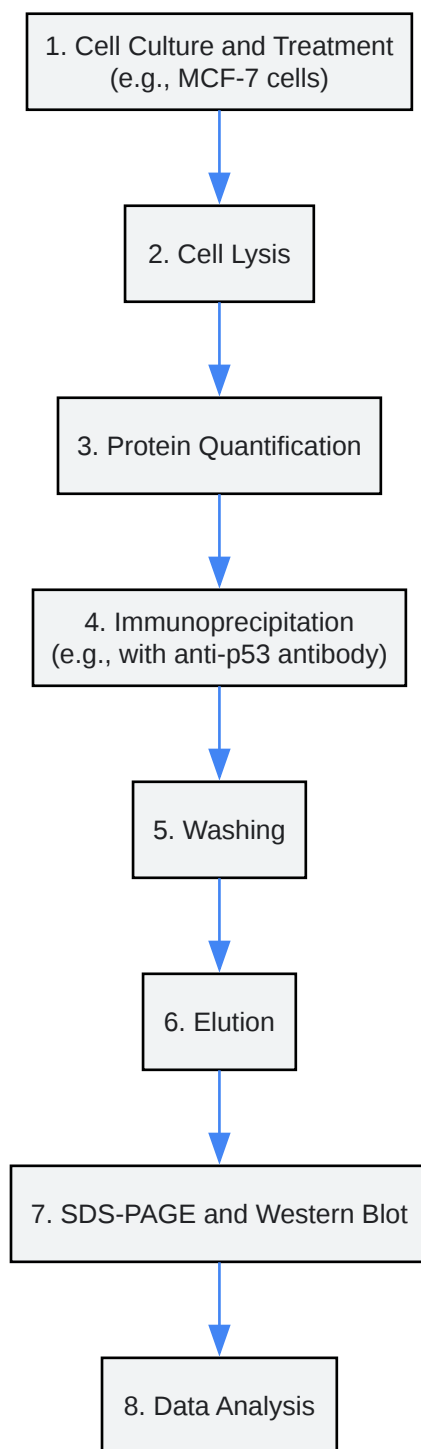 1. Cell Culture and Treatment
(e.g., MCF-7 cells)
2. Cell Lysis
3. Protein Quantification
4. Immunoprecipitation
(e.g., with anti-p53 antibody)
5. Washing
6. Elution
7. SDS-PAGE and Western Blot
8. Data Analysis